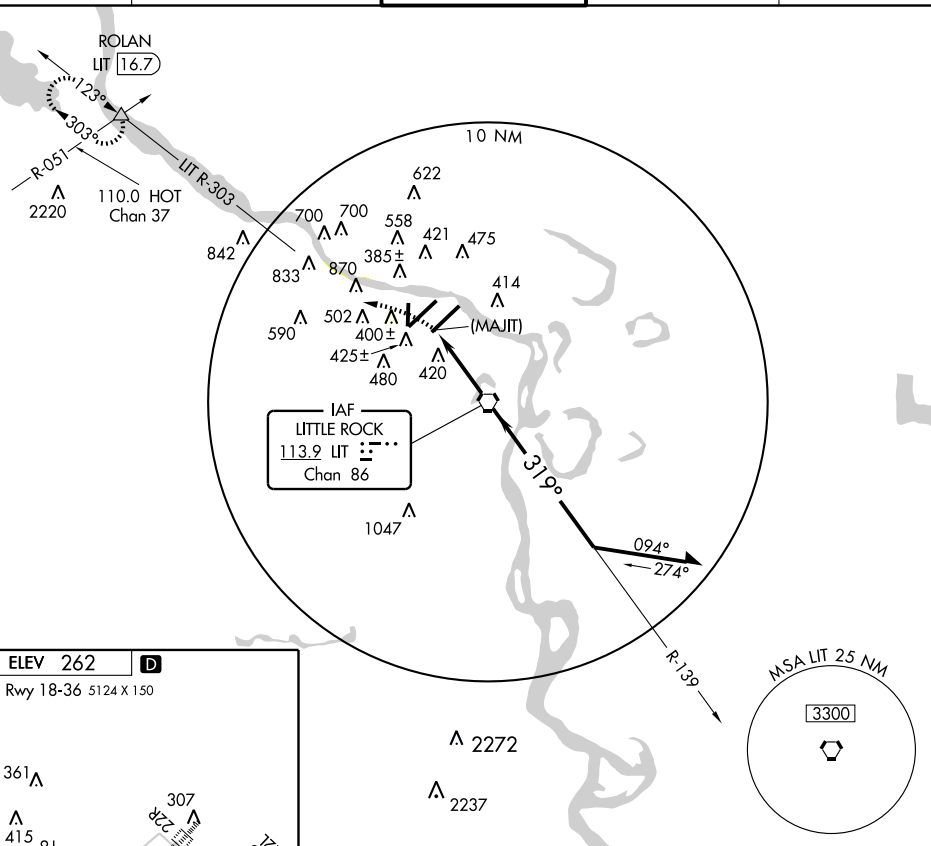 ROLAN
LIT 16.7
123°
303°
R-051
LIT R-303
110.0 HOT
Chan 37
2220
10 NM
622
700
700
558
421
475
842
385±
833
870
414
590
502
400±
(MAJIT)
425±
480
420
IAF
LITTLE ROCK
113.9 LIT
Chan 86
319°
1047
094°
274°
R-139
MSA LIT 25 NM
3300
2272
2237
ELEV 262 D
Rwy 18-36 5124 X 150
361
307
22R
415